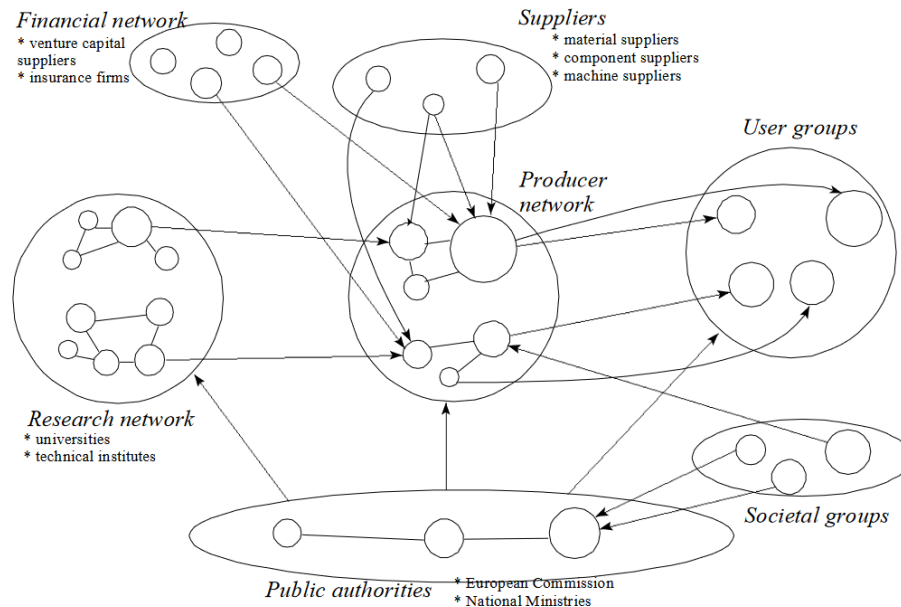 Financial network
* venture capital
suppliers
* insurance firms
Suppliers
* material suppliers
* component suppliers
* machine suppliers
User groups
Producer
network
Research network
* universities
* technical institutes
Societal groups
Public authorities
* European Commission
* National Ministries